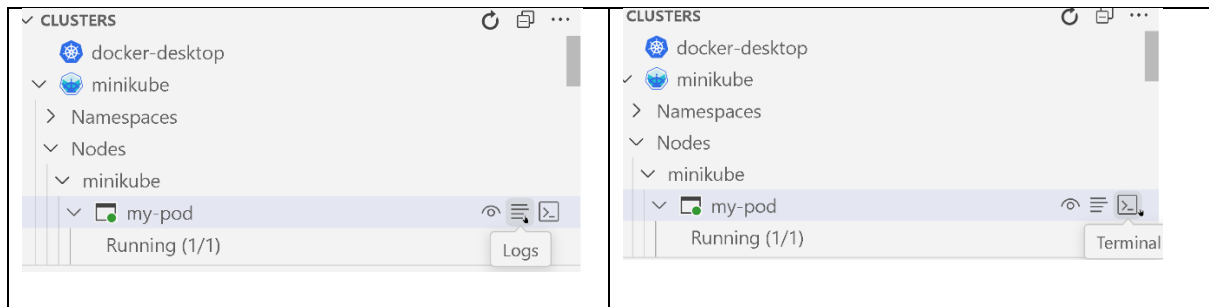 CLUSTERS
docker-desktop
minikube
Namespaces
Nodes
minikube
my-pod
Running (1/1)
Logs
CLUSTERS
docker-desktop
minikube
Namespaces
Nodes
minikube
my-pod
Running (1/1)
Terminal